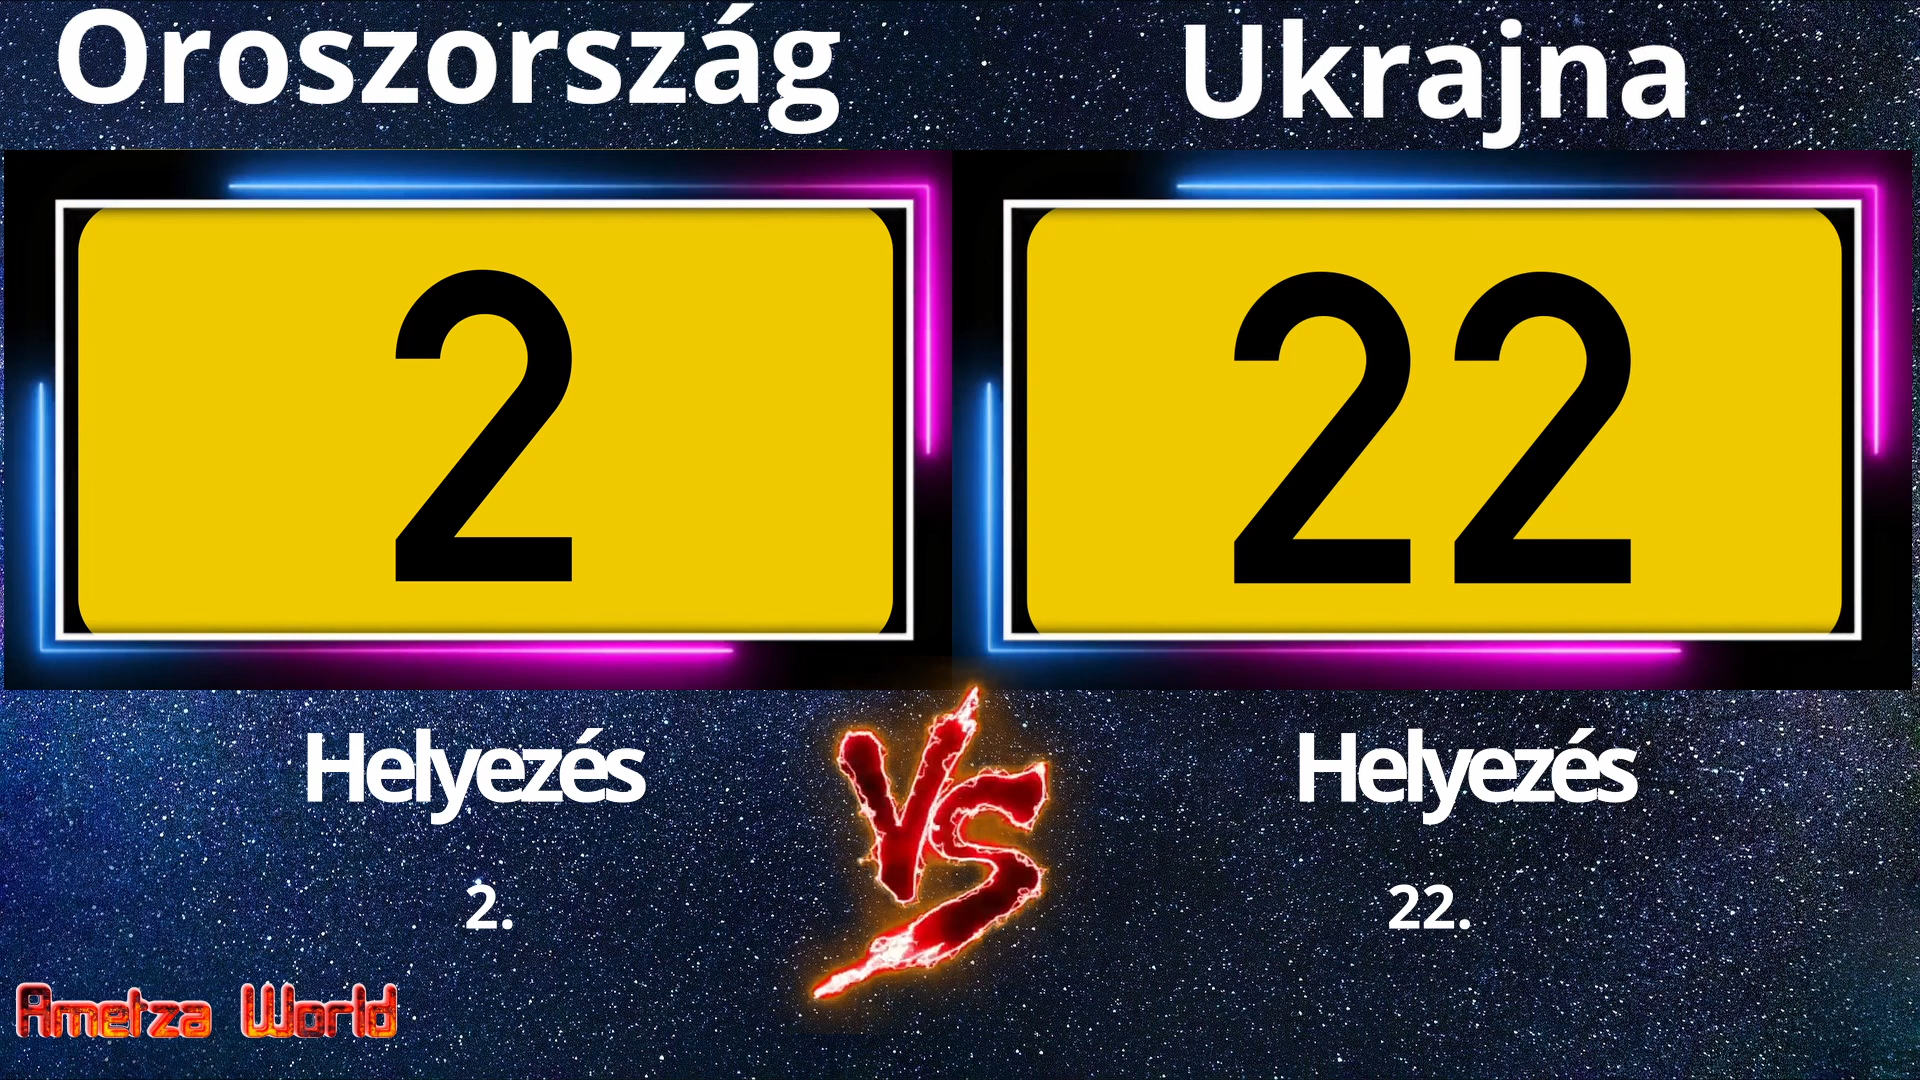 Oroszország
Ukrajna
2
22
Helyezés
Helyezés
2.
22.
VS
Ametza World